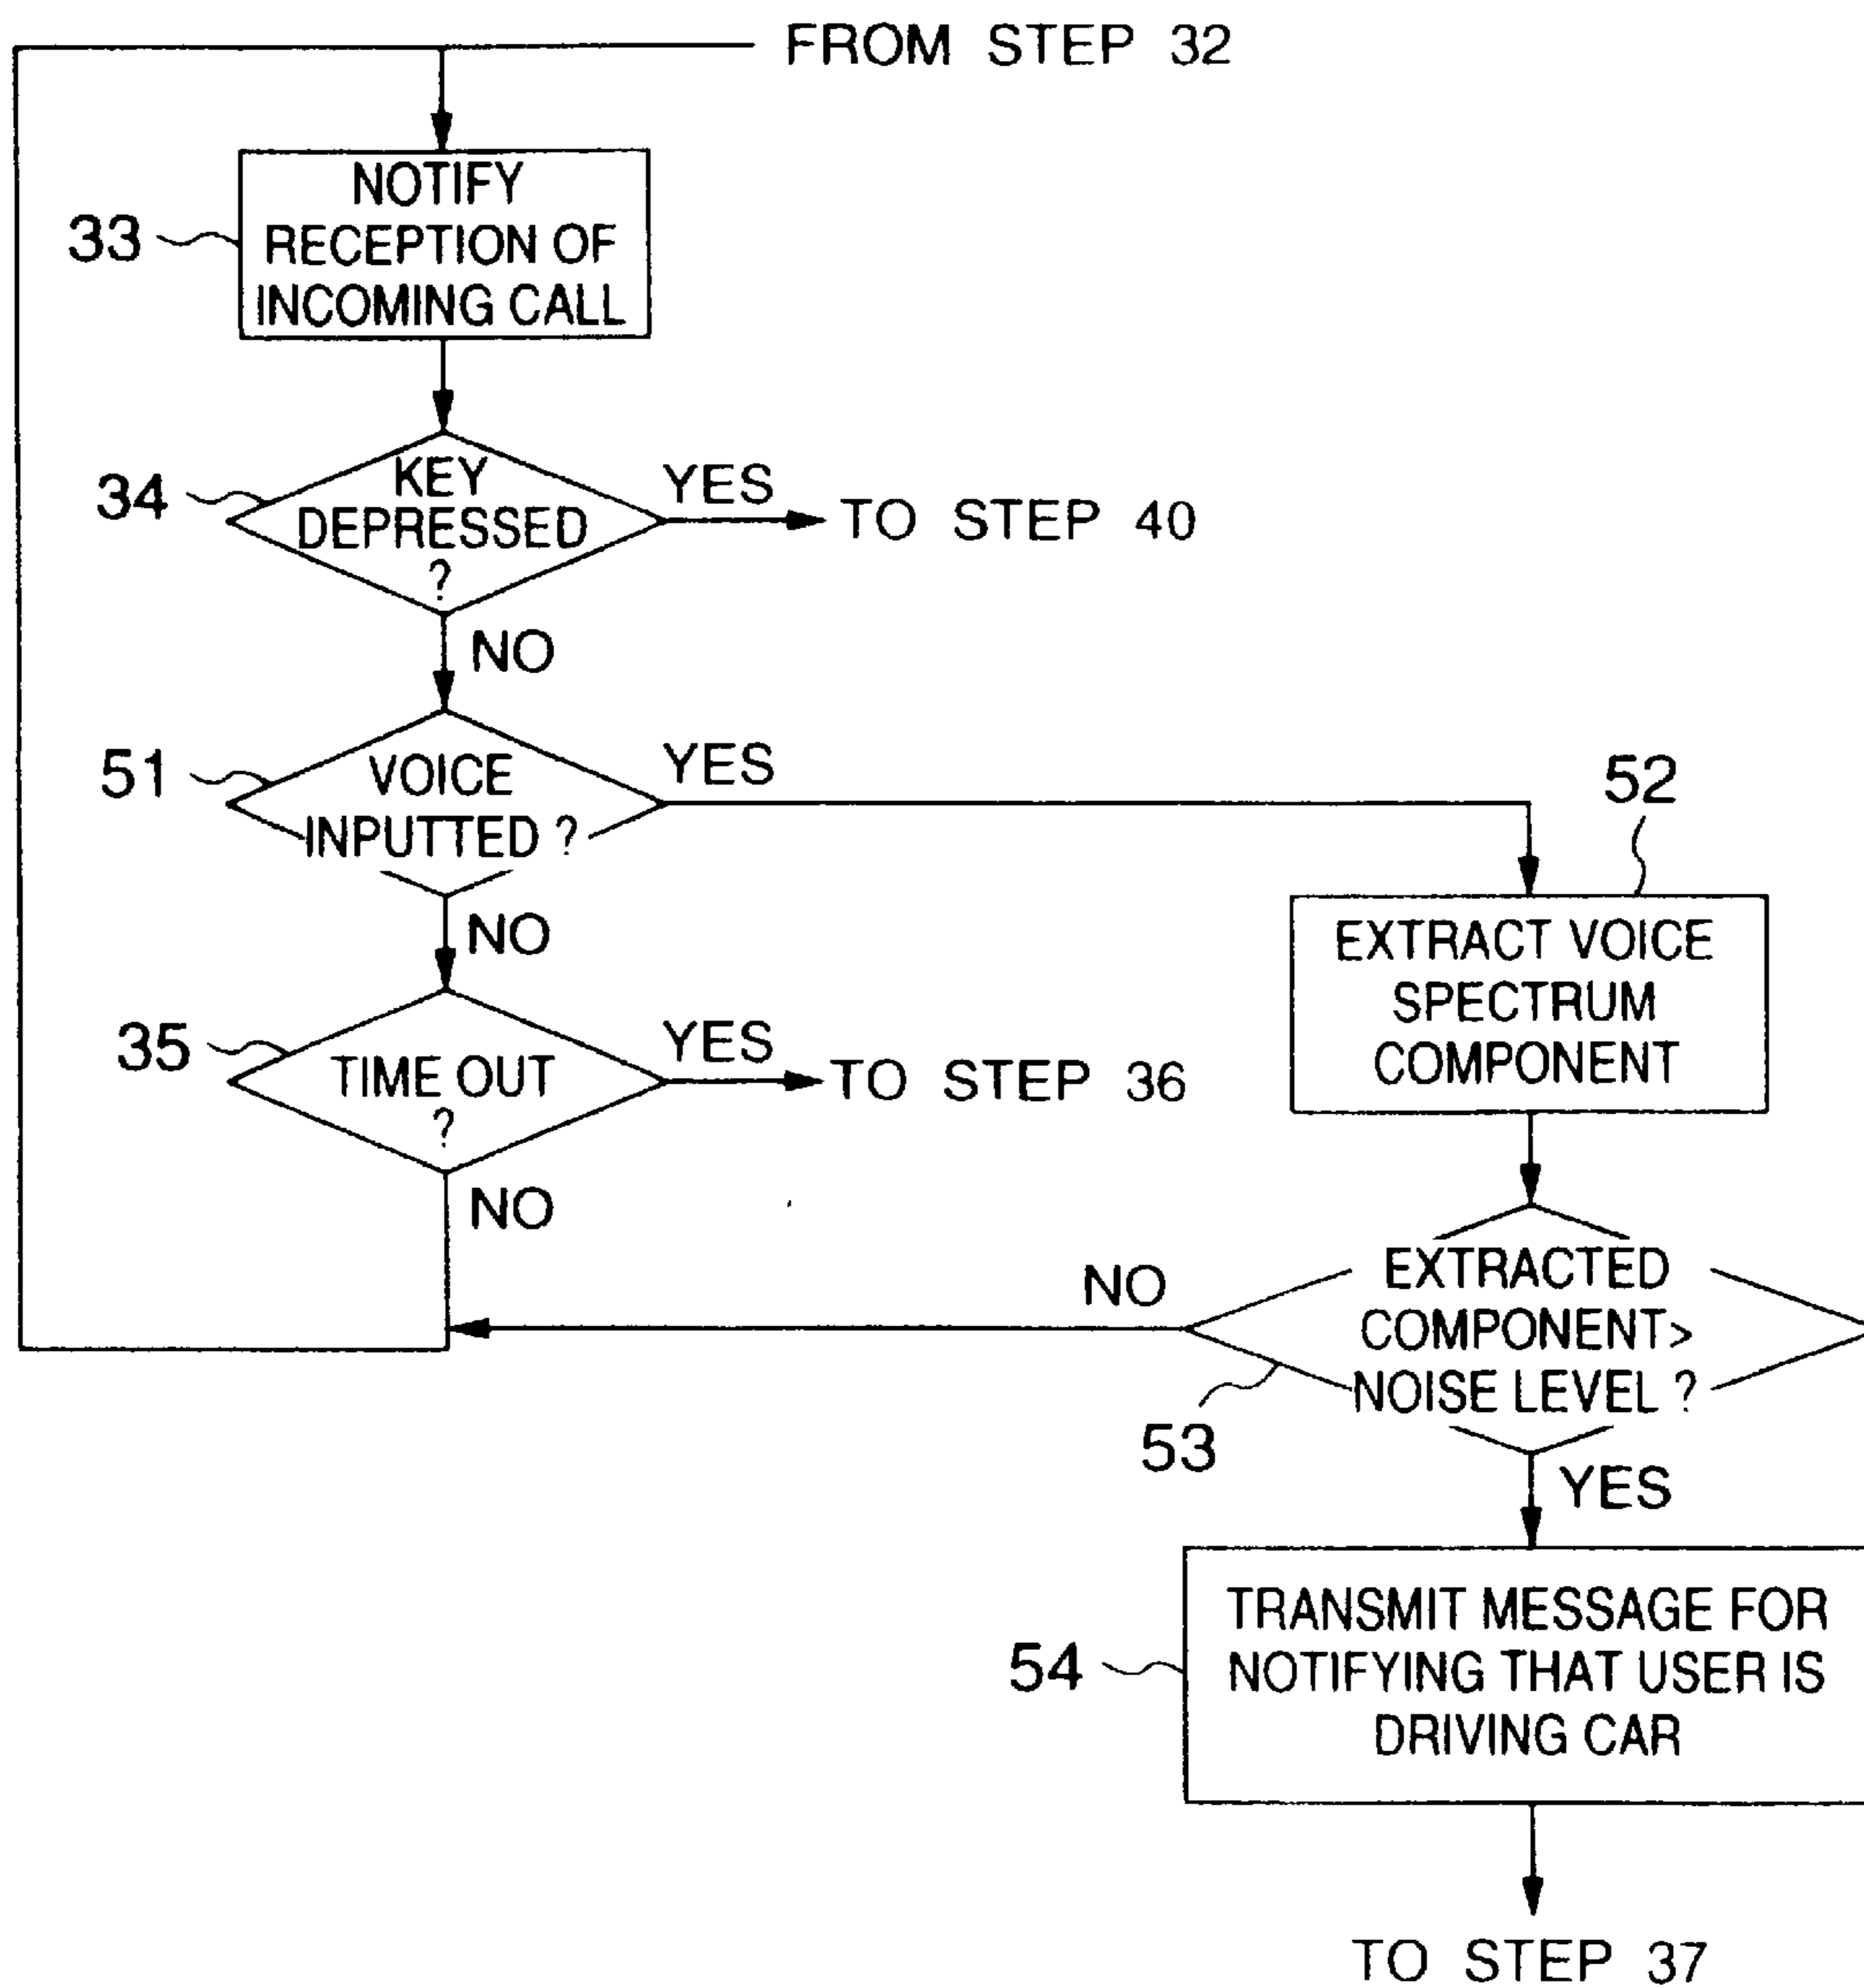 FROM STEP 32
33
NOTIFY
RECEPTION OF
INCOMING CALL
34
KEY
DEPRESSED
?
YES
TO STEP 40
NO
51
VOICE
INPUTTED ?
YES
NO
52
EXTRACT VOICE
SPECTRUM
COMPONENT
35
TIME OUT
?
YES
TO STEP 36
NO
NO
EXTRACTED
COMPONENT>
NOISE LEVEL ?
53
YES
54
TRANSMIT MESSAGE FOR
NOTIFYING THAT USER IS
DRIVING CAR
TO STEP 37